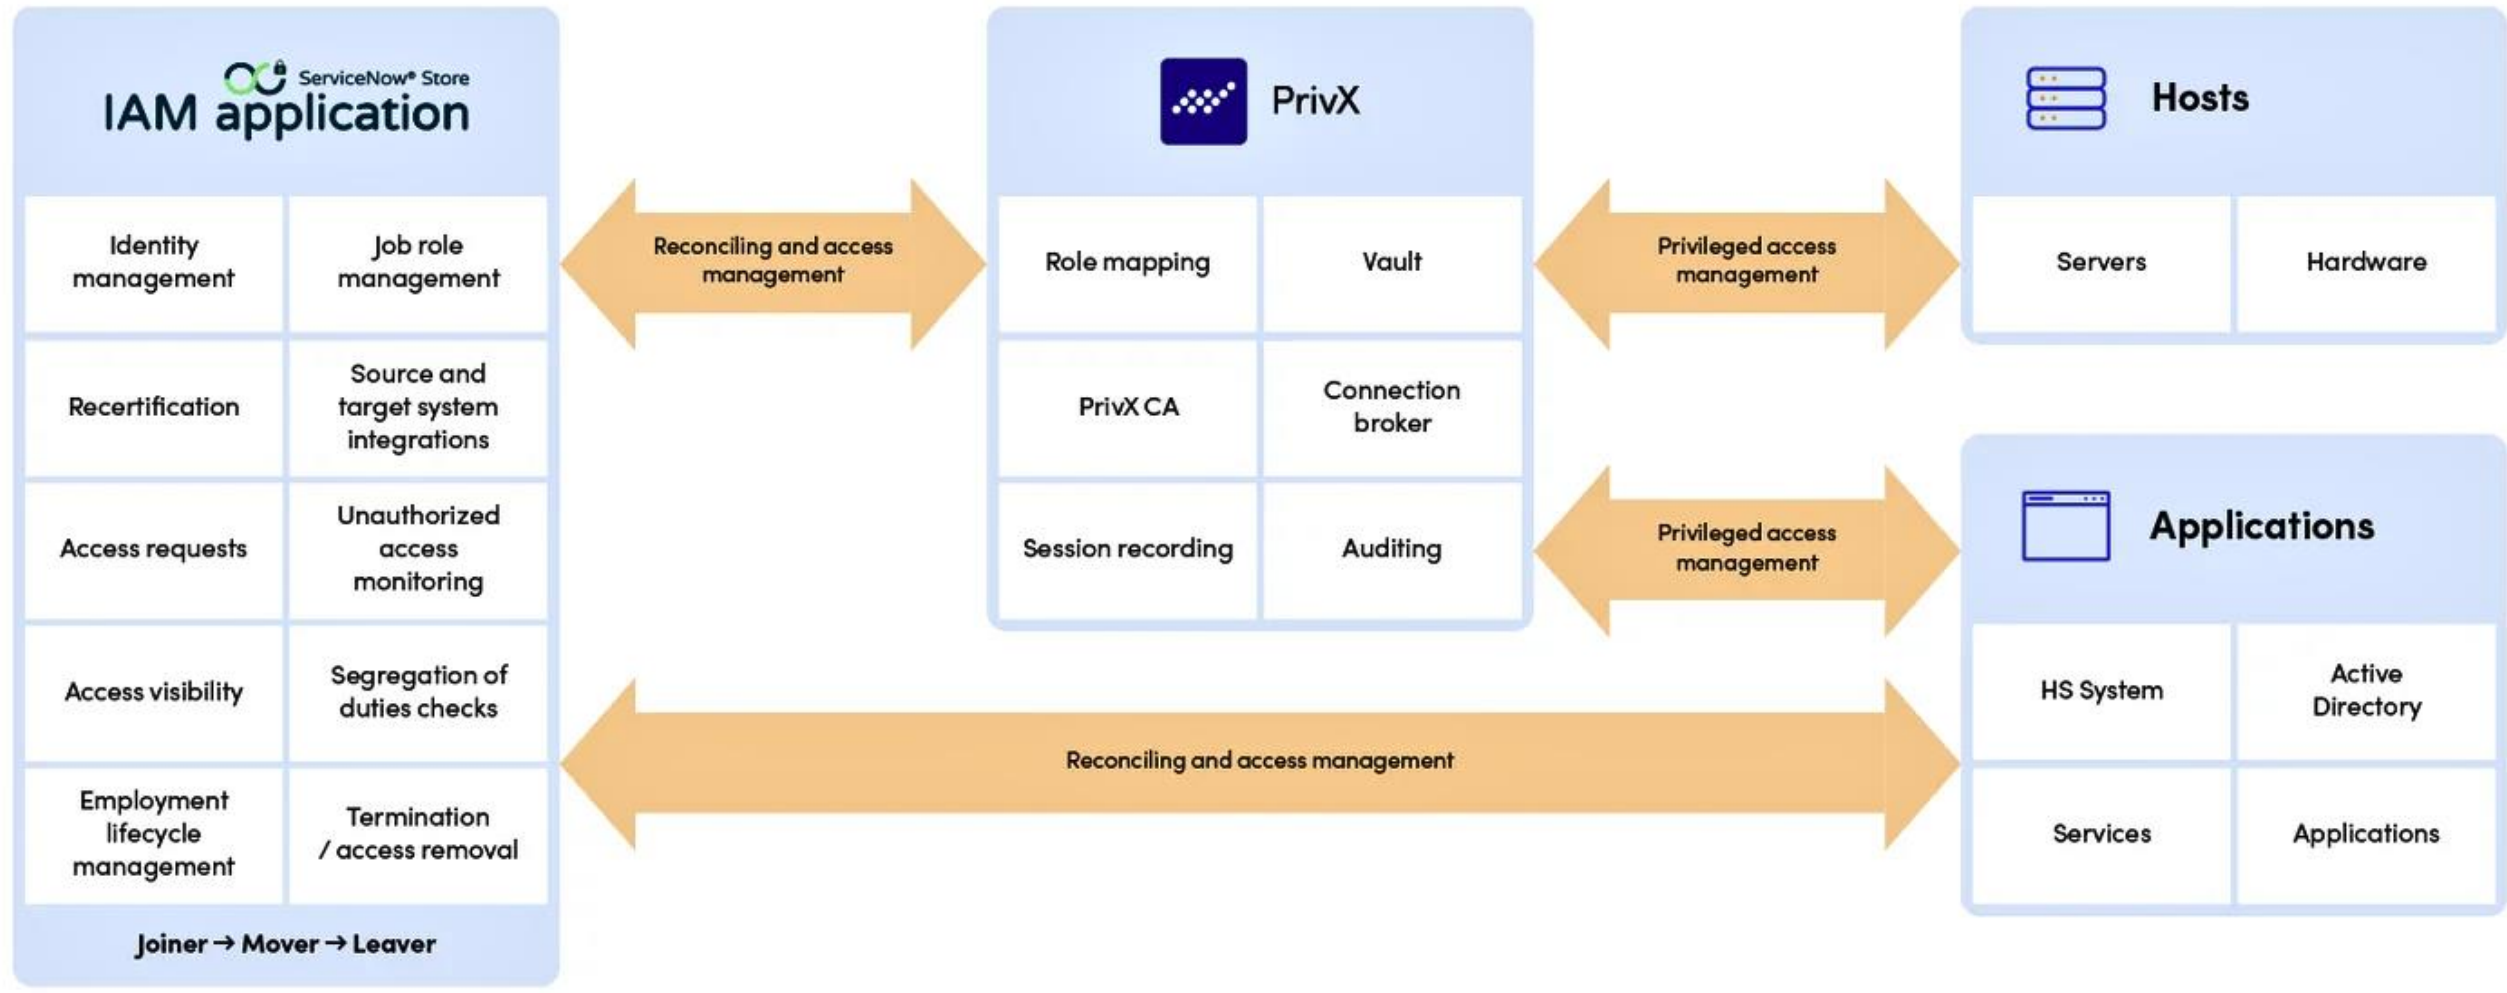 ServiceNow® Store
IAM application
Identity
management
Job role
management
Recertification
Source and
target system
integrations
Access requests
Unauthorized
access
monitoring
Access visibility
Segregation of
duties checks
Employment
lifecycle
management
Termination
/ access removal
Joiner → Mover → Leaver
Reconciling and access
management
PrivX
Role mapping
Vault
PrivX CA
Connection
broker
Session recording
Auditing
Privileged access
management
Privileged access
management
Reconciling and access management
Hosts
Servers
Hardware
Applications
HS System
Active
Directory
Services
Applications